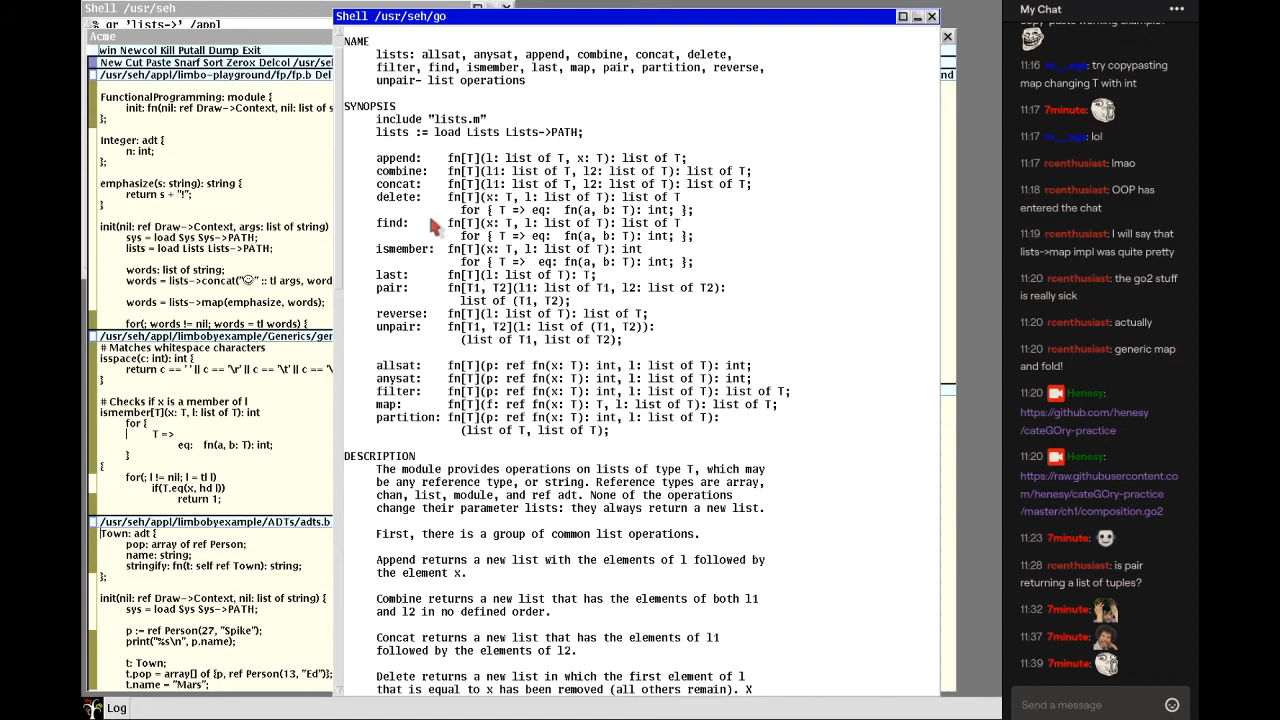 Shell /usr/seh
% gr 'lists->' /appl
Acme
win Newcol Kill Putall Dump Exit
New Cut Paste Snarf Sort Zerox Delcol /usr/se
/usr/seh/appl/limbo-playground/fp/fp.b Del
FunctionalProgramming: module {
init: fn(nil: ref Draw->Context, nil: list of s
};
Integer: adt {
n: int;
};
emphasize(s: string): string {
return s + "!";
}
init(nil: ref Draw->Context, args: list of string)
sys = load Sys Sys->PATH;
lists = load Lists Lists->PATH;
words: list of string;
words = lists->concat("☺" :: tl args, word
words = lists->map(emphasize, words);
for(; words != nil; words = tl words) {
/usr/seh/appl/limbobyexample/Generics/ger
# Matches whitespace characters
isspace(c: int): int {
return c == ' ' || c == '\r' || c == '\t' || c ==
}
# Checks if x is a member of l
ismember[T](x: T, l: list of T): int
for {
T =>
eq: fn(a, b: T): int;
}
{
for(; l != nil; l = tl l)
if(T.eq(x, hd l))
return 1;
/usr/seh/appl/limbobyexample/ADTs/adts.b
Town: adt {
pop: array of ref Person;
name: string;
stringify: fn(t: self ref Town): string;
};
init(nil: ref Draw->Context, nil: list of string) {
sys = load Sys Sys->PATH;
p := ref Person(27, "Spike");
print("%s\n", p.name);
t: Town;
t.pop = array[] of {p, ref Person(13, "Ed")};
t.name = "Mars";
Log
Shell /usr/seh/go
NAME
lists: allsat, anysat, append, combine, concat, delete,
filter, find, ismember, last, map, pair, partition, reverse,
unpair- list operations
SYNOPSIS
include "lists.m"
lists := load Lists Lists->PATH;
append: fn[T](l: list of T, x: T): list of T;
combine: fn[T](l1: list of T, l2: list of T): list of T;
concat: fn[T](l1: list of T, l2: list of T): list of T;
delete: fn[T](x: T, l: list of T): list of T
for { T => eq: fn(a, b: T): int; };
find: fn[T](x: T, l: list of T): list of T
for { T => eq: fn(a, b: T): int; };
ismember: fn[T](x: T, l: list of T): int
for { T => eq: fn(a, b: T): int; };
last: fn[T](l: list of T): T;
pair: fn[T1, T2](l1: list of T1, l2: list of T2):
list of (T1, T2);
reverse: fn[T](l: list of T): list of T;
unpair: fn[T1, T2](l: list of (T1, T2)):
(list of T1, list of T2);
allsat: fn[T](p: ref fn(x: T): int, l: list of T): int;
anysat: fn[T](p: ref fn(x: T): int, l: list of T): int;
filter: fn[T](p: ref fn(x: T): int, l: list of T): list of T;
map: fn[T](f: ref fn(x: T): T, l: list of T): list of T;
partition: fn[T](p: ref fn(x: T): int, l: list of T):
(list of T, list of T);
DESCRIPTION
The module provides operations on lists of type T, which may
be any reference type, or string. Reference types are array,
chan, list, module, and ref adt. None of the operations
change their parameter lists: they always return a new list.
First, there is a group of common list operations.
Append returns a new list with the elements of l followed by
the element x.
Combine returns a new list that has the elements of both l1
and l2 in no defined order.
Concat returns a new list that has the elements of l1
followed by the elements of l2.
Delete returns a new list in which the first element of l
that is equal to x has been removed (all others remain). X
nd
My Chat
copy-paste working example?
11:16 try copypasting
map changing T with int
11:17 7minute:
11:17 lol
11:17 rcenthusiast: lmao
11:18 rcenthusiast: OOP has
entered the chat
11:19 rcenthusiast: I will say that
lists->map impl was quite pretty
11:20 rcenthusiast: the go2 stuff
is really sick
11:20 rcenthusiast: actually
11:20 rcenthusiast: generic map
and fold!
11:20 Henesy:
https://github.com/henesy
/cateGOry-practice
11:20 Henesy:
https://raw.githubusercontent.co
m/henesy/cateGOry-practice
/master/ch1/composition.go2
11:23 7minute:
11:28 rcenthusiast: is pair
returning a list of tuples?
11:32 7minute:
11:37 7minute:
11:39 7minute:
Send a message